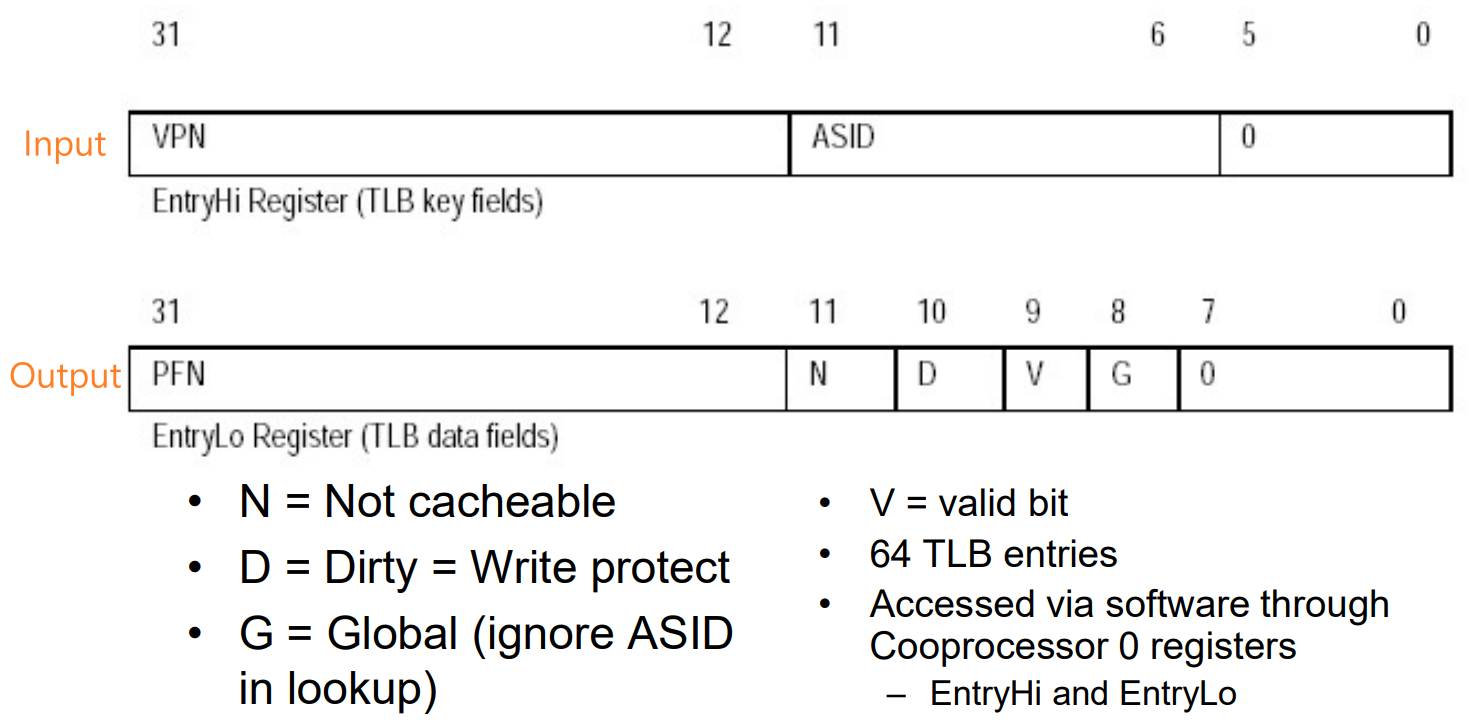 31 12 11 6 5 0
Input VPN ASID 0
EntryHi Register (TLB key fields)
31 12 11 10 9 8 7 0
Output PFN N D V G 0
EntryLo Register (TLB data fields)
• N = Not cacheable
• D = Dirty = Write protect
• G = Global (ignore ASID
in lookup)
• V = valid bit
• 64 TLB entries
• Accessed via software through
Cooprocessor 0 registers
– EntryHi and EntryLo